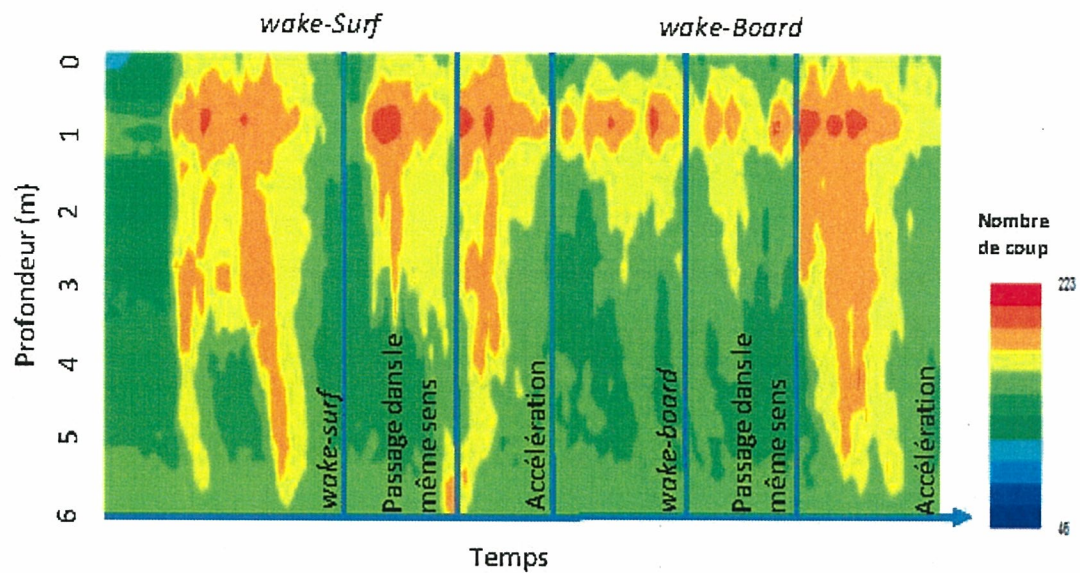 wake-Surf
wake-Board
Profondeur (m)
0
1
2
3
4
5
6
wake-surf
Passage dans le
même sens
Accélération
wake-board
Passage dans le
même sens
Accélération
Temps
Nombre
de coup
223
46